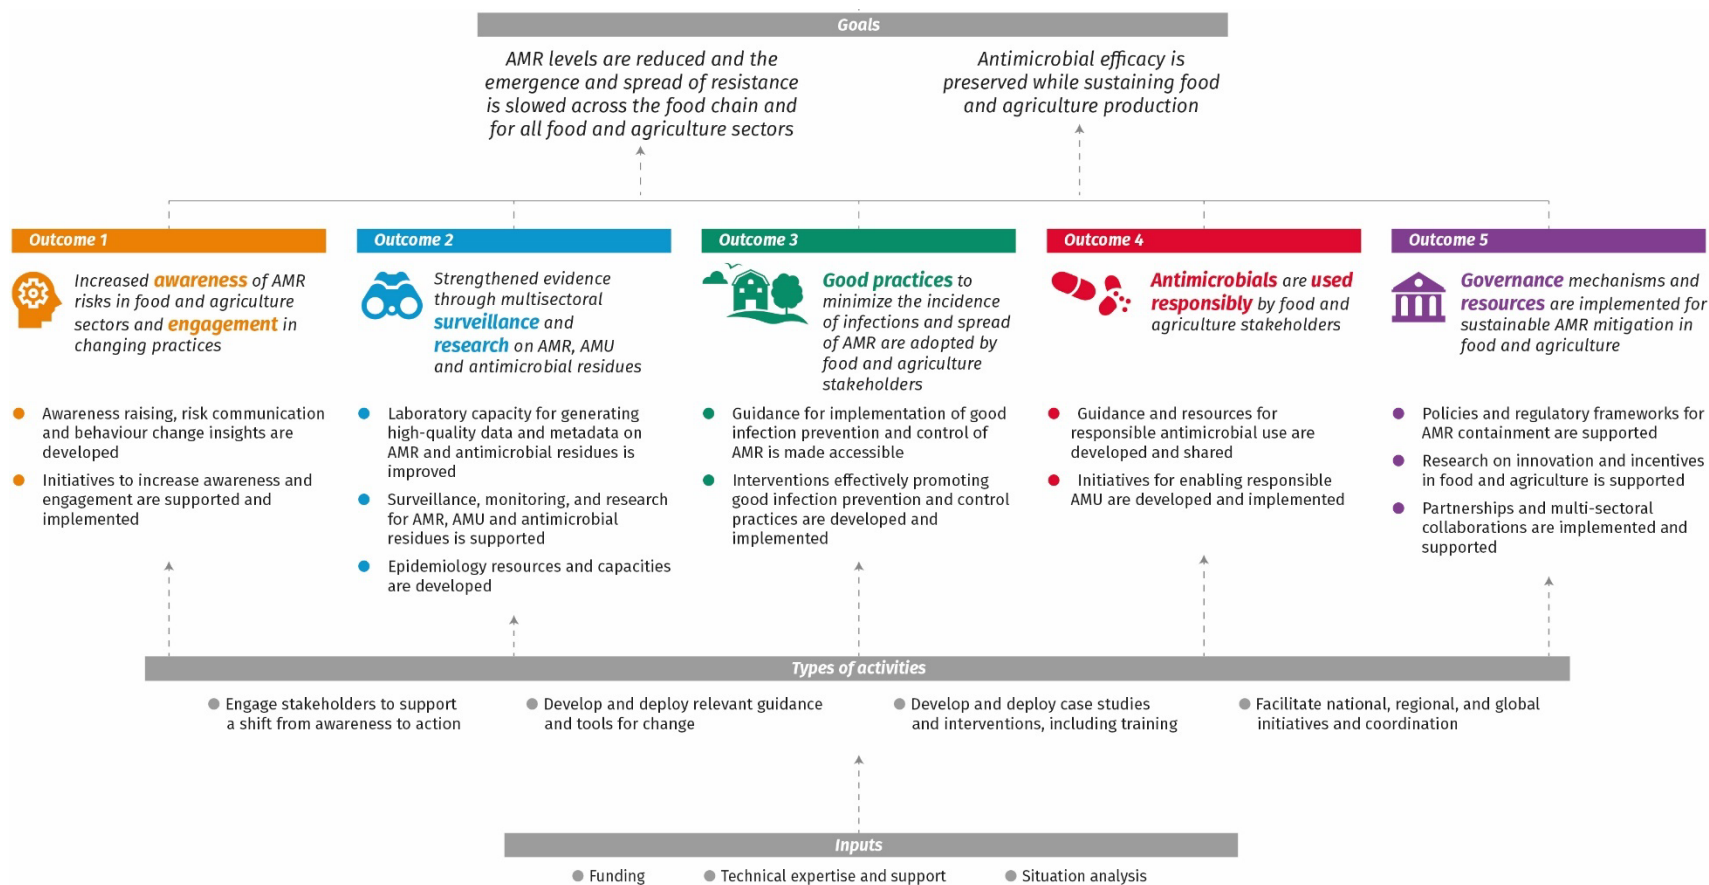 Goals
AMR levels are reduced and the
emergence and spread of resistance
is slowed across the food chain and
for all food and agriculture sectors
Antimicrobial efficacy is
preserved while sustaining food
and agriculture production
Outcome 1
Increased awareness of AMR
risks in food and agriculture
sectors and engagement in
changing practices
Awareness raising, risk communication
and behaviour change insights are
developed
Initiatives to increase awareness and
engagement are supported and
implemented
Outcome 2
Strengthened evidence
through multisectoral
surveillance and
research on AMR, AMU
and antimicrobial residues
Laboratory capacity for generating
high-quality data and metadata on
AMR and antimicrobial residues is
improved
Surveillance, monitoring, and research
for AMR, AMU and antimicrobial
residues is supported
Epidemiology resources and capacities
are developed
Outcome 3
Good practices to
minimize the incidence
of infections and spread
of AMR are adopted by
food and agriculture
stakeholders
Guidance for implementation of good
infection prevention and control of
AMR is made accessible
Interventions effectively promoting
good infection prevention and control
practices are developed and
implemented
Outcome 4
Antimicrobials are used
responsibly by food and
agriculture stakeholders
Guidance and resources for
responsible antimicrobial use are
developed and shared
Initiatives for enabling responsible
AMU are developed and implemented
Outcome 5
Governance mechanisms and
resources are implemented for
sustainable AMR mitigation in
food and agriculture
Policies and regulatory frameworks for
AMR containment are supported
Research on innovation and incentives
in food and agriculture is supported
Partnerships and multi-sectoral
collaborations are implemented and
supported
Types of activities
Engage stakeholders to support
a shift from awareness to action
Develop and deploy relevant guidance
and tools for change
Develop and deploy case studies
and interventions, including training
Facilitate national, regional, and global
initiatives and coordination
Inputs
Funding
Technical expertise and support
Situation analysis